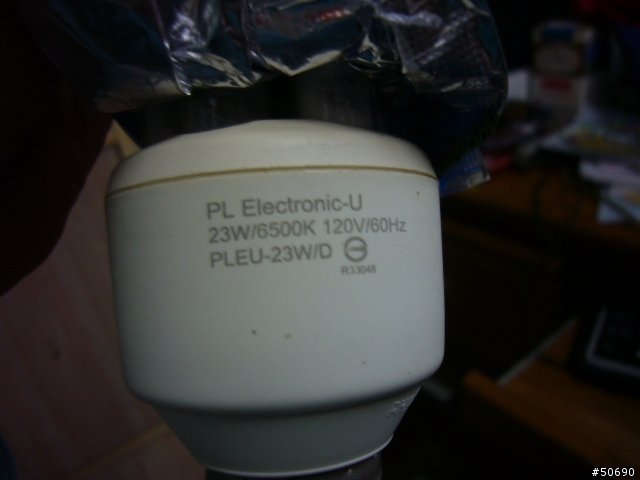 PL Electronic-U
23W/6500K 120V/60Hz
PLEU-23W/D
R33048
#50690